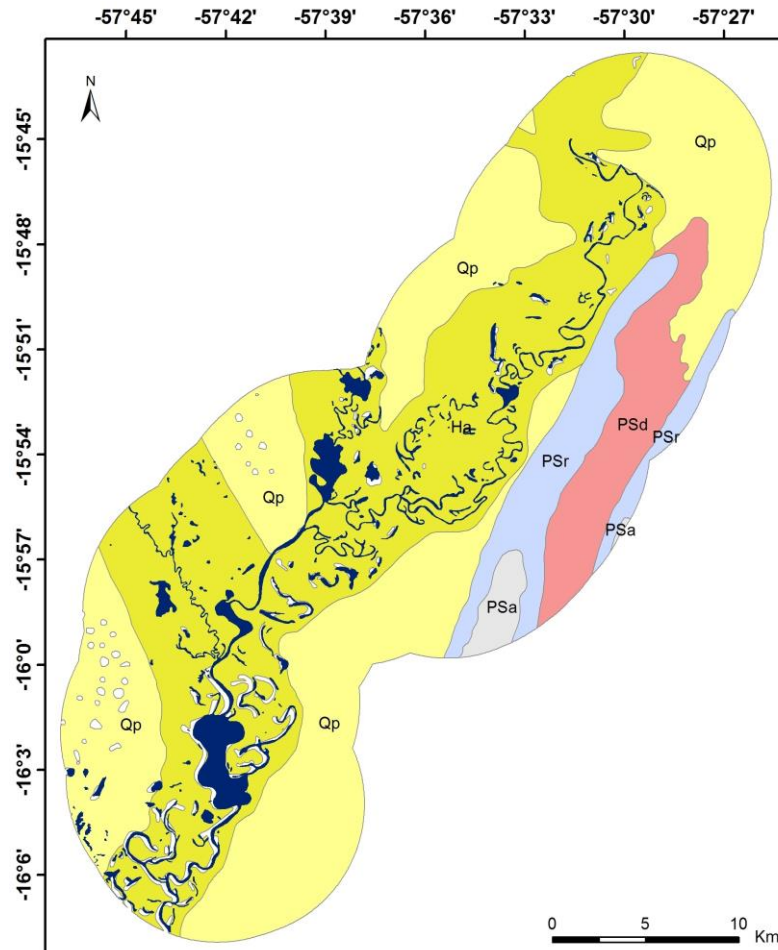 -57°45' -57°42' -57°39' -57°36' -57°33' -57°30' -57°27'
N
-15°45'
Qp
-15°48'
Qp
-15°51'
-15°54'
Ha
PSd
PSr
PSr
Qp
PSa
-15°57'
PSa
-16°0'
Qp
Qp
-16°3'
-16°6'
0 5 10
Km